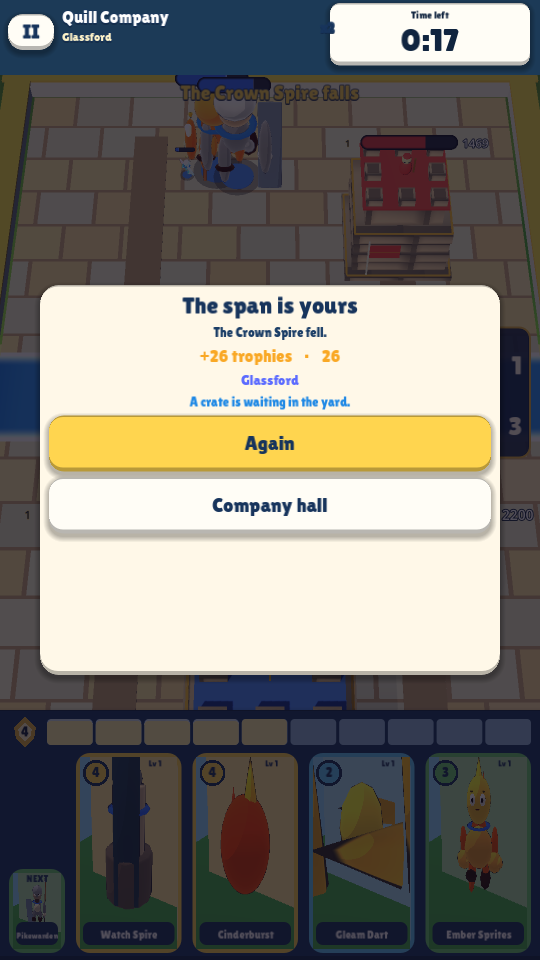 II
Quill Company
Glassford
Time left
0:17
The Crown Spire falls
1
1469
The span is yours
The Crown Spire fell.
+26 trophies · 26
Glassford
A crate is waiting in the yard.
1
3
Again
Company hall
1
2200
4
4
Lv 1
Watch Spire
4
Lv 1
Cinderburst
2
Lv 1
Gleam Dart
3
Lv 1
Ember Sprites
NEXT